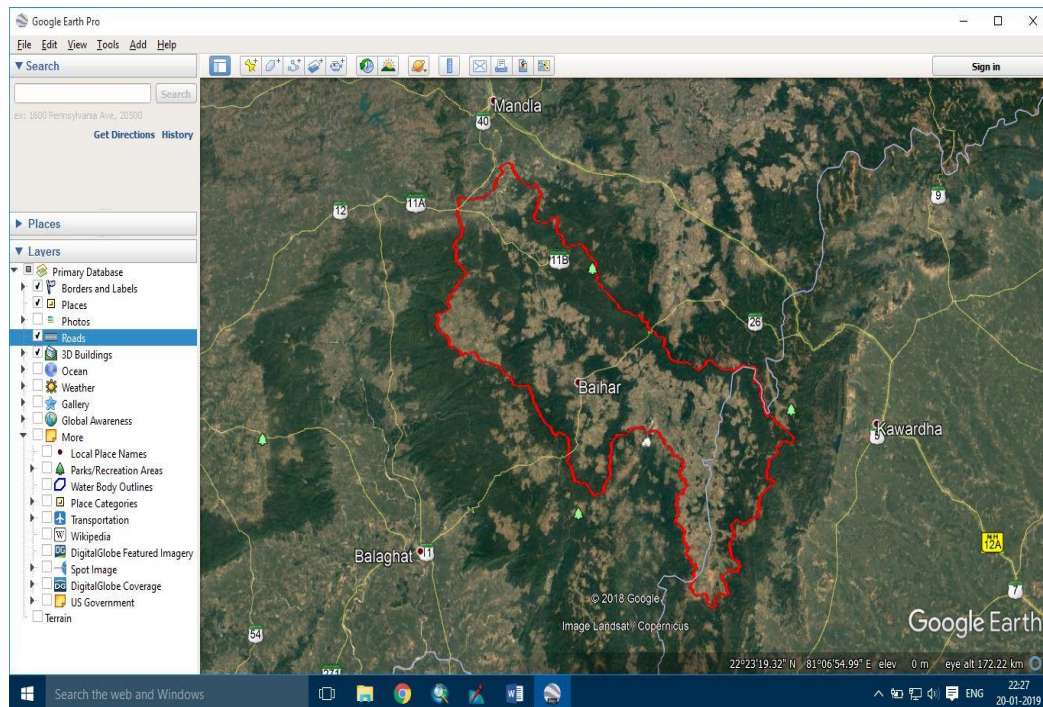 Google Earth Pro
File Edit View Tools Add Help
▼ Search
Search
ex: 1600 Pennsylvania Ave, 20500
Get Directions History
▶ Places
▼ Layers
Primary Database
Borders and Labels
Places
Photos
Roads
3D Buildings
Ocean
Weather
Gallery
Global Awareness
More
Local Place Names
Parks/Recreation Areas
Water Body Outlines
Place Categories
Transportation
Wikipedia
DigitalGlobe Featured Imagery
Spot Image
DigitalGlobe Coverage
US Government
Terrain
Sign in
Mandla
40
9
12
11A
11B
26
Baihar
Kawardha
5
Balaghat
11
NH
12A
7
54
271
© 2018 Google
Image Landsat / Copernicus
Google Earth
22°23'19.32" N 81°06'54.99" E elev 0 m eye alt 172.22 km
Search the web and Windows
ENG
22:27
20-01-2019